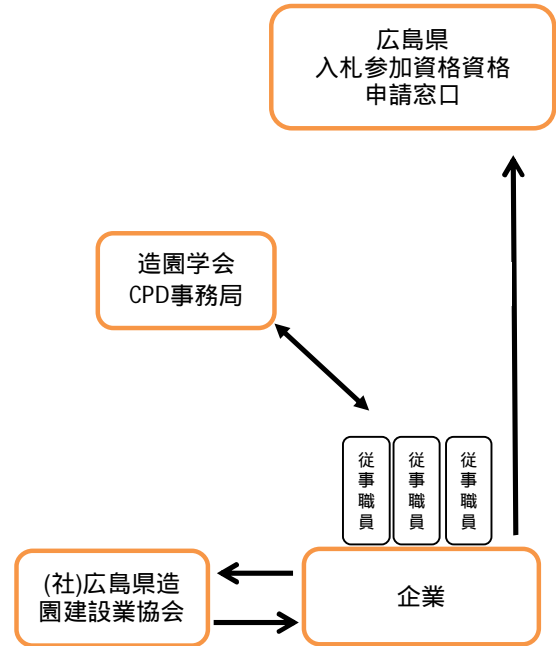 広島県
入札参加資格資格
申請窓口
造園学会
CPD事務局
従事職員
従事職員
従事職員
(社)広島県造
園建設業協会
企業